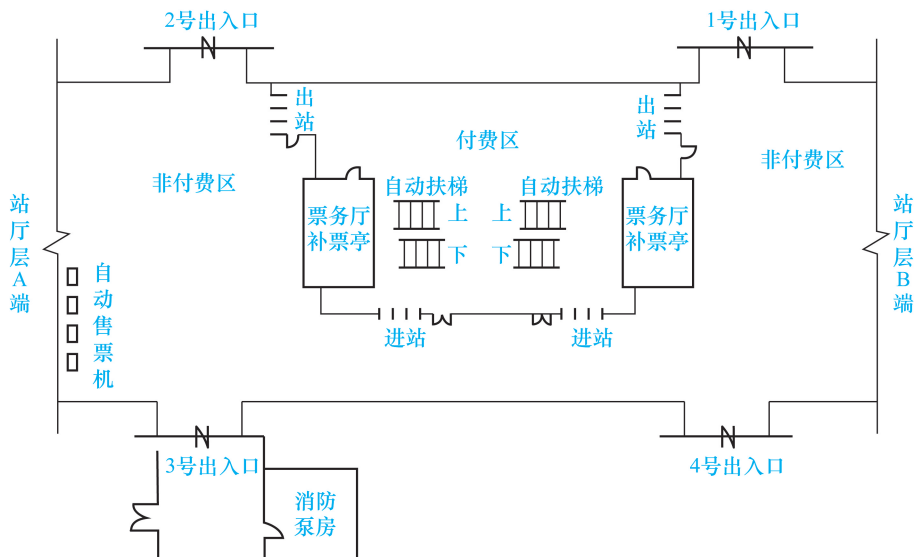 2号出入口
1号出入口
出站
出站
付费区
非付费区
非付费区
自动扶梯
自动扶梯
上
上
下
下
票务厅
补票亭
票务厅
补票亭
站厅层A端
站厅层B端
自动售票机
进站
进站
3号出入口
4号出入口
消防
泵房